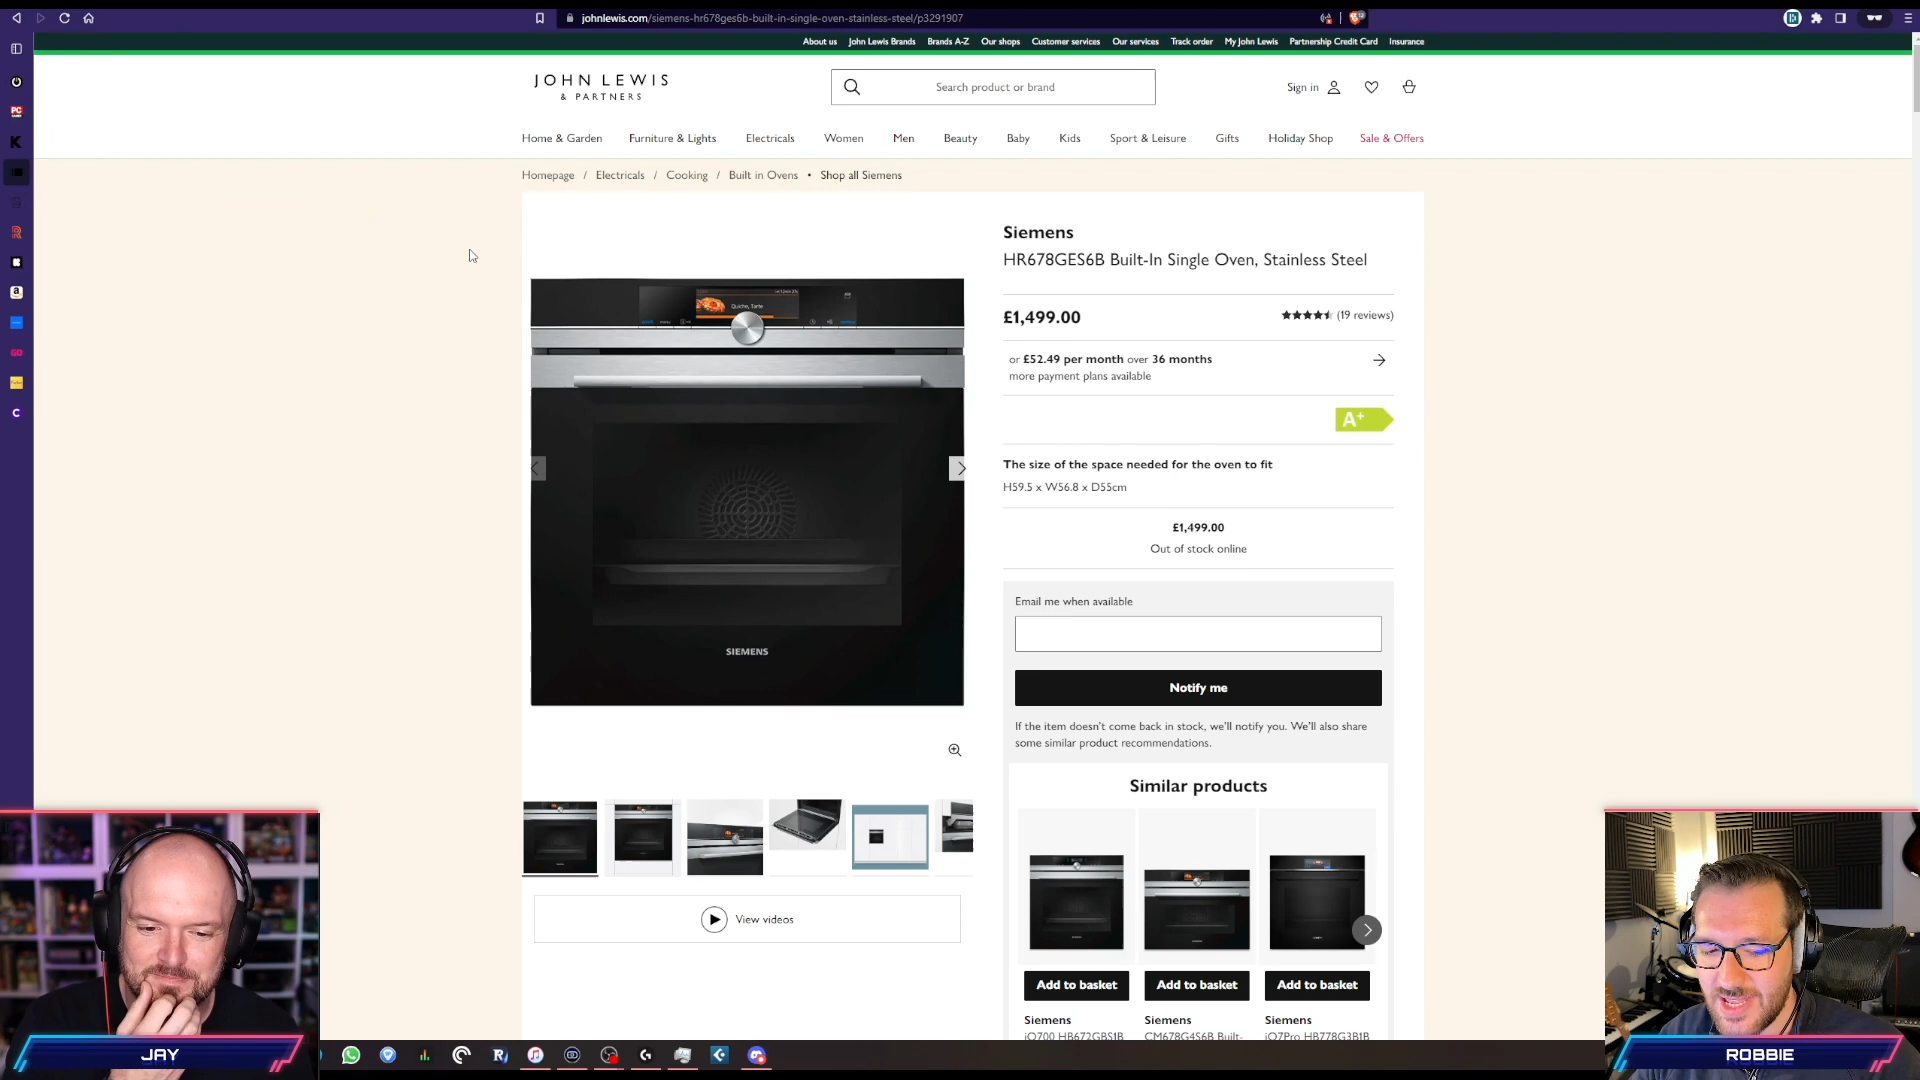 johnlewis.com/siemens-hr678ges6b-built-in-single-oven-stainless-steel/p3291907
About us John Lewis Brands Brands A-Z Our shops Customer services Our services Track order My John Lewis Partnership Credit Card Insurance
JOHN LEWIS
& PARTNERS
Search product or brand
Sign in
Home & Garden Furniture & Lights Electricals Women Men Beauty Baby Kids Sport & Leisure Gifts Holiday Shop Sale & Offers
Homepage / Electricals / Cooking / Built in Ovens • Shop all Siemens
Siemens
HR678GES6B Built-In Single Oven, Stainless Steel
£1,499.00
(19 reviews)
or £52.49 per month over 36 months
more payment plans available
A+
The size of the space needed for the oven to fit
H59.5 x W56.8 x D55cm
£1,499.00
Out of stock online
Email me when available
Notify me
If the item doesn't come back in stock, we'll notify you. We'll also share
some similar product recommendations.
Quiche, Tarte
SIEMENS
View videos
Similar products
Add to basket Add to basket Add to basket
Siemens Siemens Siemens
iQ700 HB672GBS1B CM678G4S6B Built- iQ7Pro HB778G3B1B
JAY
ROBBIE